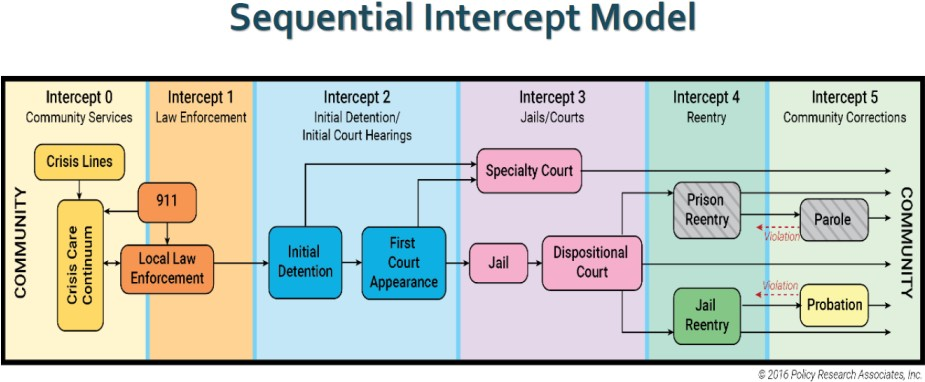 Sequential Intercept Model
Intercept 0
Community Services
Intercept 1
Law Enforcement
Intercept 2
Initial Detention/
Initial Court Hearings
Intercept 3
Jails/Courts
Intercept 4
Reentry
Intercept 5
Community Corrections
COMMUNITY
Crisis Lines
Crisis Care
Continuum
911
Local Law
Enforcement
Initial
Detention
First
Court
Appearance
Specialty Court
Jail
Dispositional
Court
Prison
Reentry
Parole
Violation
Jail
Reentry
Violation
Probation
COMMUNITY
© 2016 Policy Research Associates, Inc.